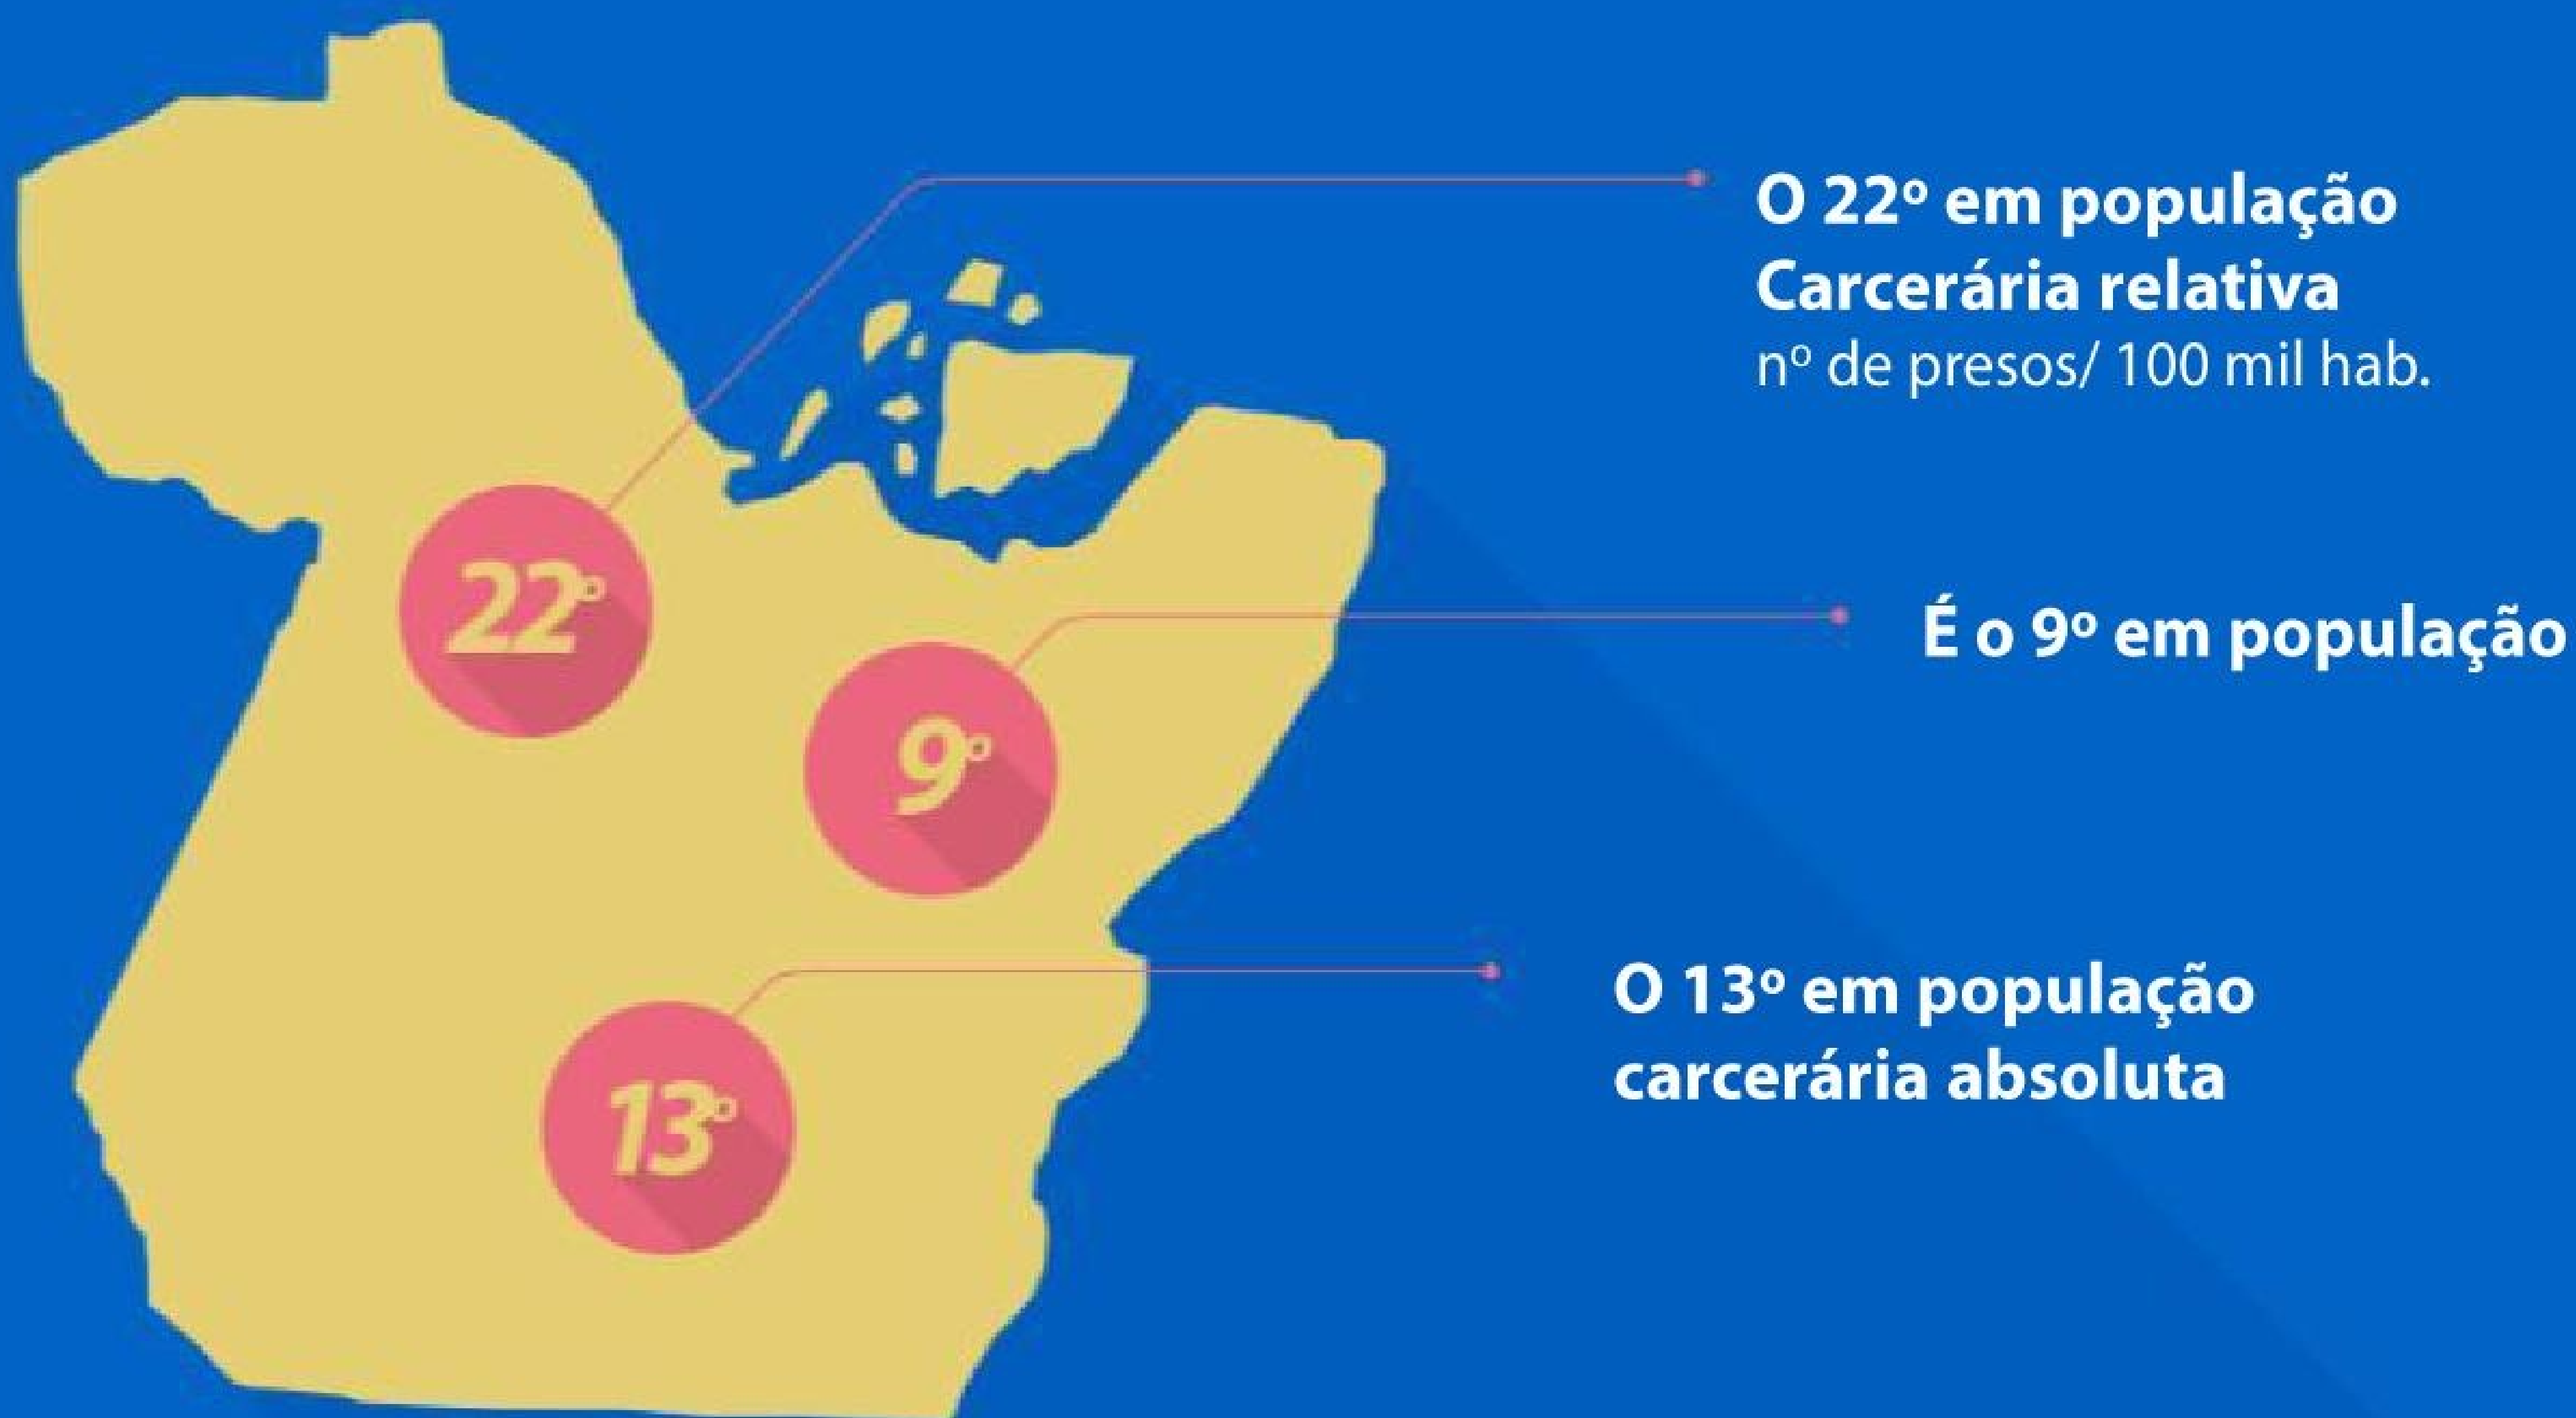 O 22º em população
Carcerária relativa
nº de presos/ 100 mil hab.
22º
É o 9º em população
9º
O 13º em população
carcerária absoluta
13º